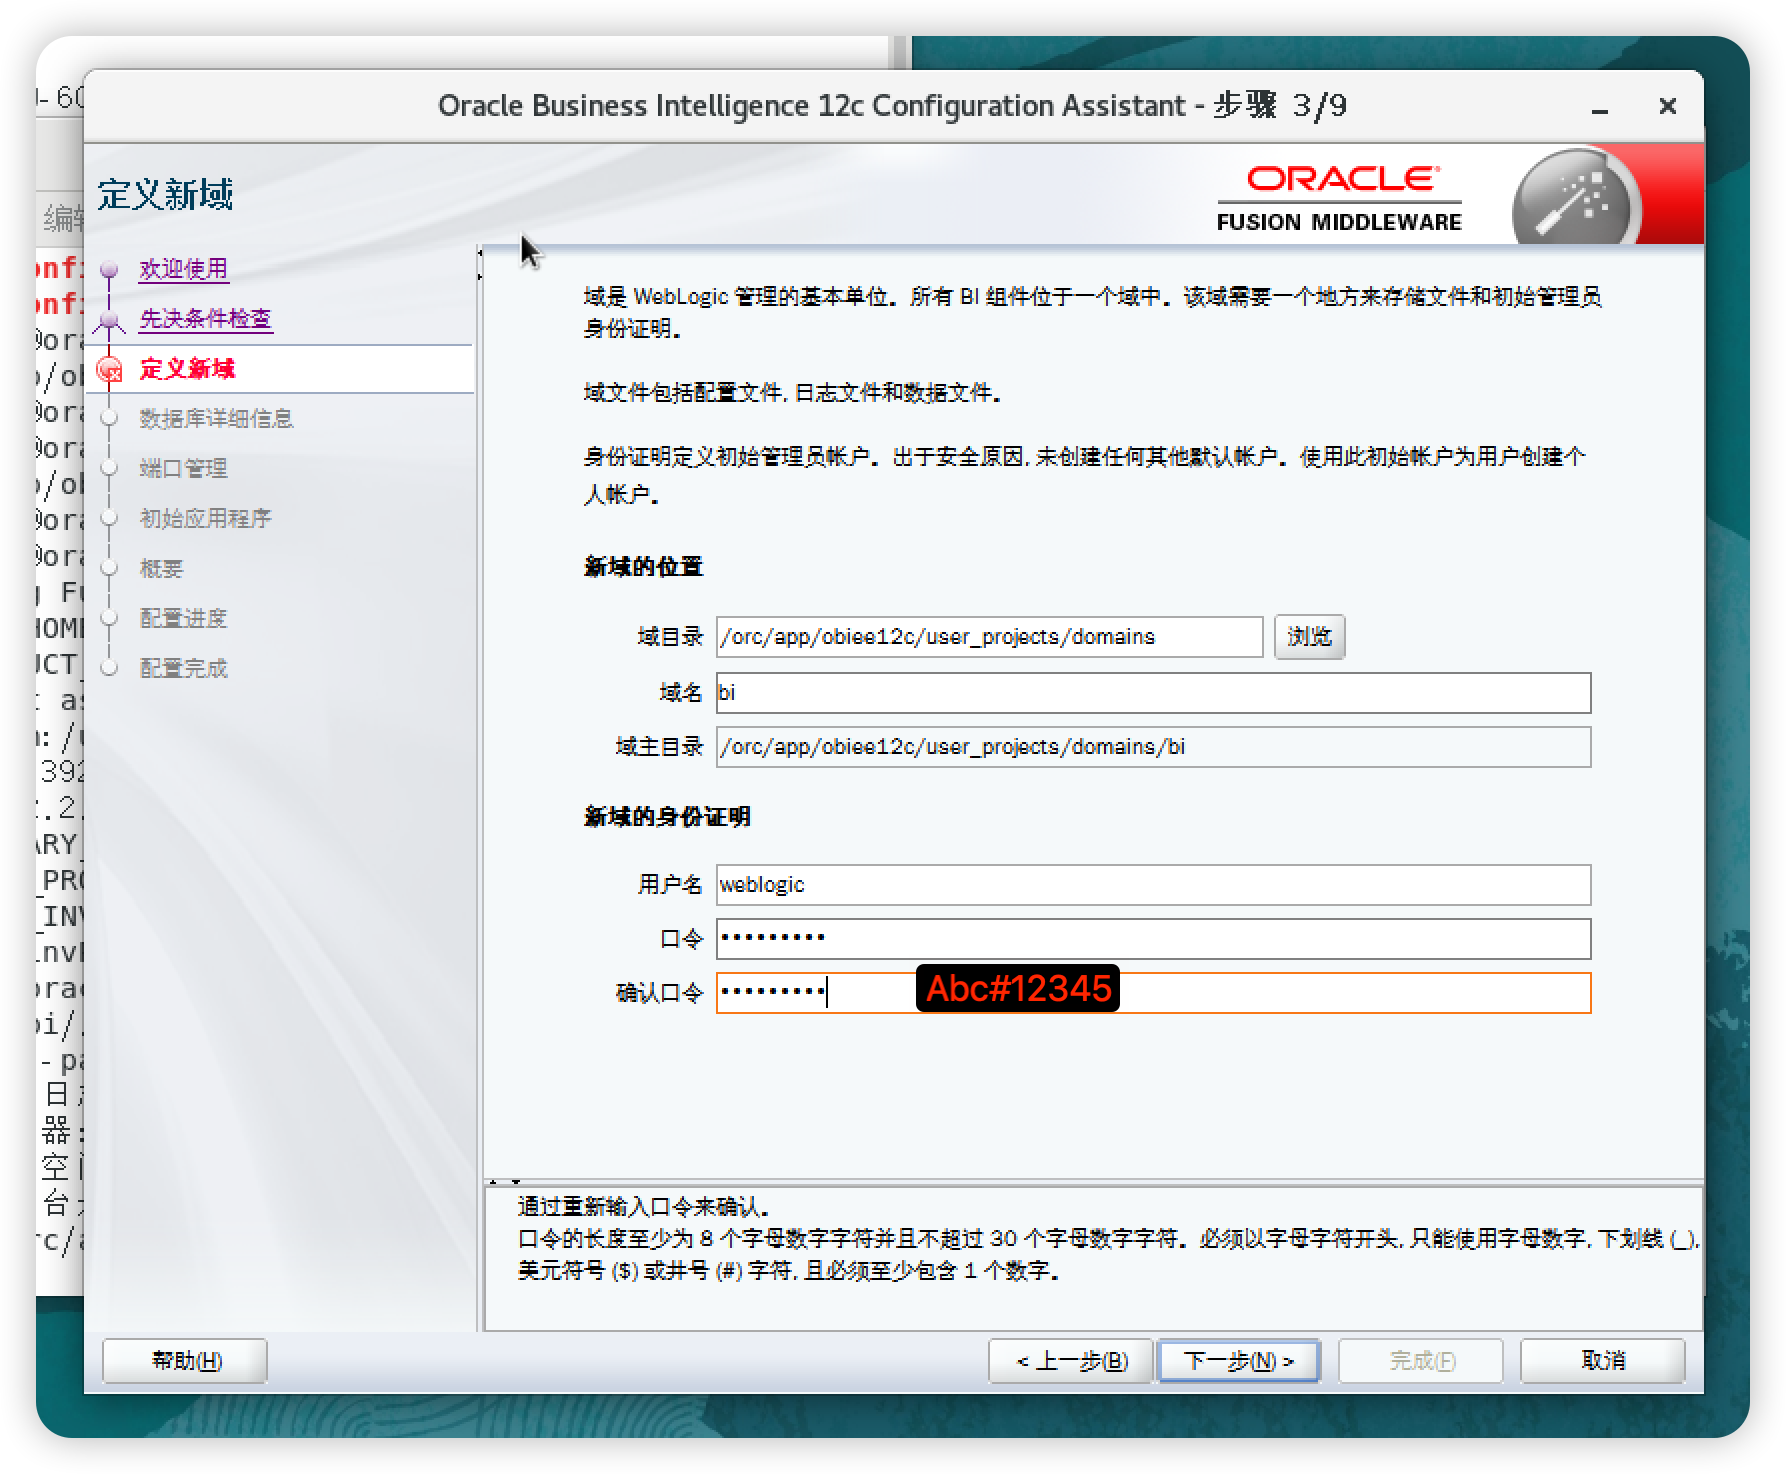 Oracle Business Intelligence 12c Configuration Assistant - 步骤 3/9
定义新域
ORACLE
FUSION MIDDLEWARE
欢迎使用
先决条件检查
定义新域
数据库详细信息
端口管理
初始应用程序
概要
配置进度
配置完成
域是 WebLogic 管理的基本单位。所有 BI 组件位于一个域中。该域需要一个地方来存储文件和初始管理员
身份证明。
域文件包括配置文件, 日志文件和数据文件。
身份证明定义初始管理员帐户。出于安全原因, 未创建任何其他默认帐户。使用此初始帐户为用户创建个
人帐户。
新域的位置
域目录 /orc/app/obiee12c/user_projects/domains 浏览
域名 bi
域主目录 /orc/app/obiee12c/user_projects/domains/bi
新域的身份证明
用户名 weblogic
口令 •••••••••
确认口令 ••••••••• Abc#12345
通过重新输入口令来确认。
口令的长度至少为 8 个字母数字字符并且不超过 30 个字母数字字符。必须以字母字符开头, 只能使用字母数字, 下划线 (_),
美元符号 ($) 或井号 (#) 字符, 且必须至少包含 1 个数字。
帮助(H) < 上一步(B) 下一步(N) > 完成(F) 取消